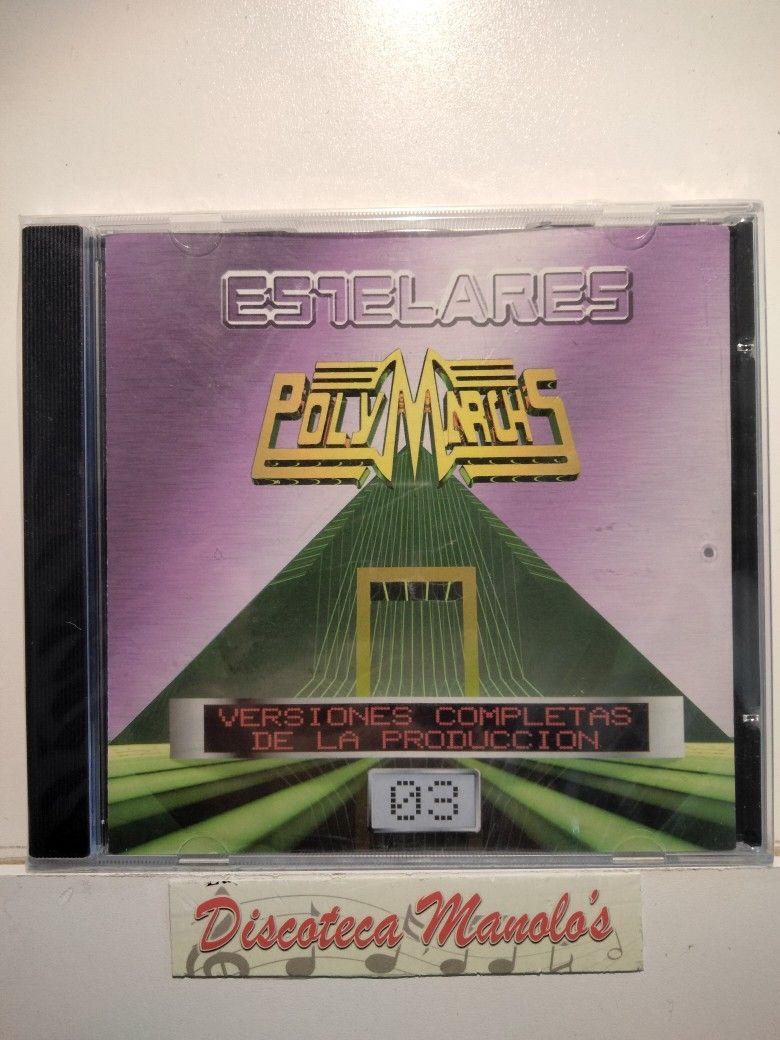 ESTELARES
POLYMARCHS
VERSIONES COMPLETAS
DE LA PRODUCCION
03
Discoteca Manolo's